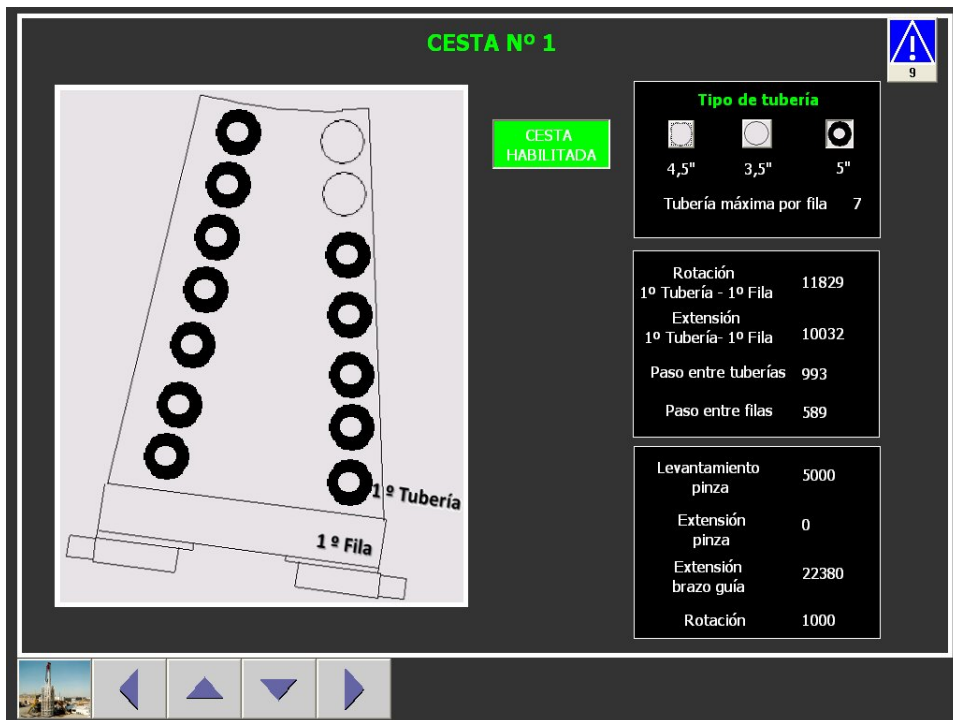 CESTA Nº 1
9
CESTA
HABILITADA
Tipo de tubería
4,5"
3,5"
5"
Tubería máxima por fila 7
Rotación
1º Tubería - 1º Fila 11829
Extensión
1º Tubería- 1º Fila 10032
Paso entre tuberías 993
Paso entre filas 589
Levantamiento
pinza 5000
Extensión
pinza 0
Extensión
brazo guía 22380
Rotación 1000
1º Tubería
1º Fila